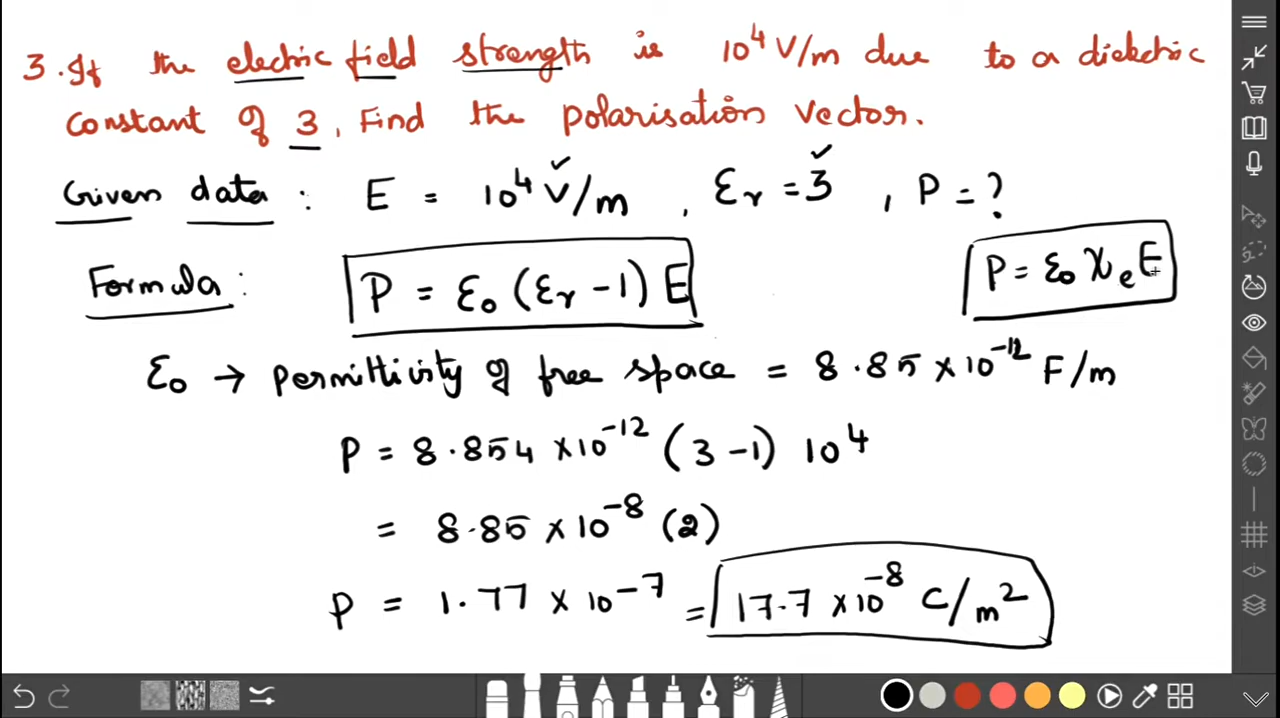 3. If the electric field strength is 10⁴ V/m due to a dielectric
constant of 3, Find the polarisation vector.
Given data : E = 10⁴ V/m , εr = 3 , P = ?
Formula : P = ε₀ (εr - 1) E P = ε₀ χe E
ε₀ → permittivity of free space = 8.85 × 10⁻¹² F/m
P = 8.854 × 10⁻¹² (3 - 1) 10⁴
= 8.85 × 10⁻⁸ (2)
P = 1.77 × 10⁻⁷ = 17.7 × 10⁻⁸ C/m²